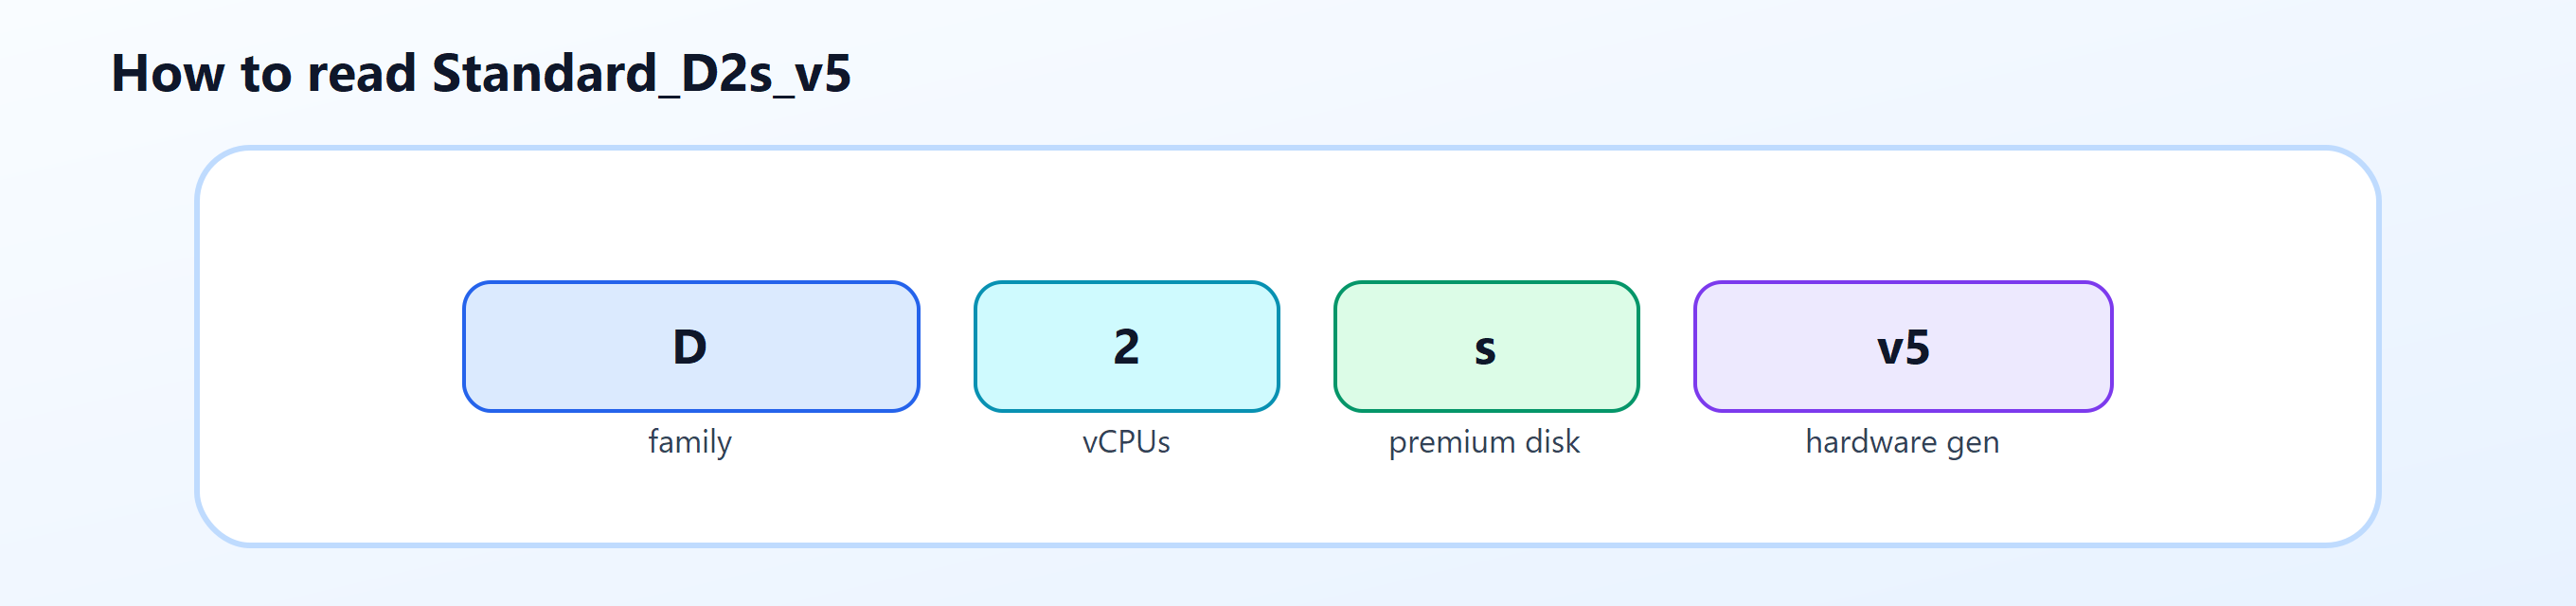 How to read Standard_D2s_v5
D 2 s v5
family vCPUs premium disk hardware gen